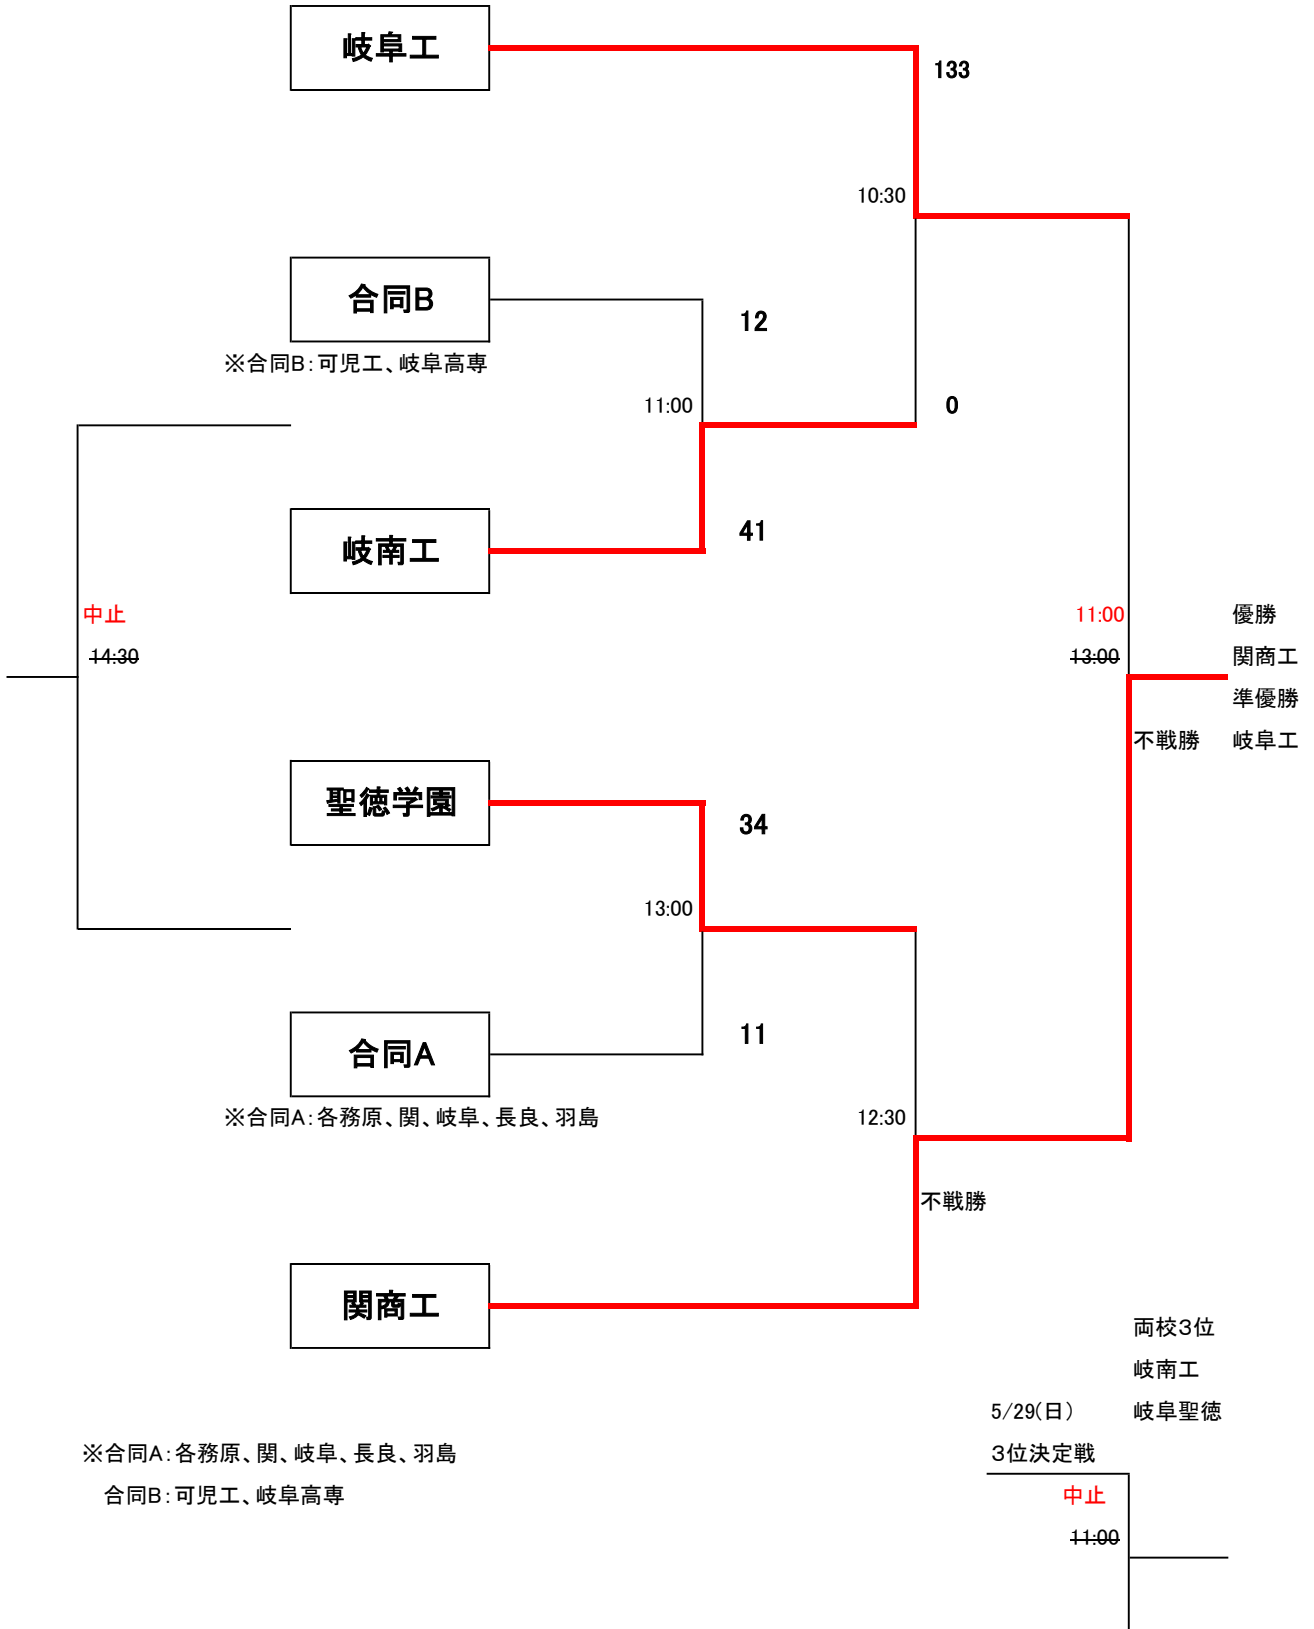 岐阜工
133
10:30
合同B
12
※合同B：可児工、岐阜高専
11:00
0
岐南工
41
中止
14:30
11:00
13:00
優勝
関商工
準優勝
岐阜工
不戦勝
聖徳学園
34
13:00
合同A
11
※合同A：各務原、関、岐阜、長良、羽島
12:30
不戦勝
関商工
両校3位
岐南工
岐阜聖徳
5/29(日)
3位決定戦
※合同A：各務原、関、岐阜、長良、羽島
合同B：可児工、岐阜高専
中止
11:00